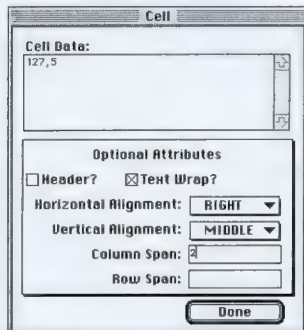 Cell
Cell Data:
127,5
Optional Attributes
Header? Text Wrap?
Horizontal Alignment: RIGHT
Vertical Alignment: MIDDLE
Column Span: 2
Row Span:
Done